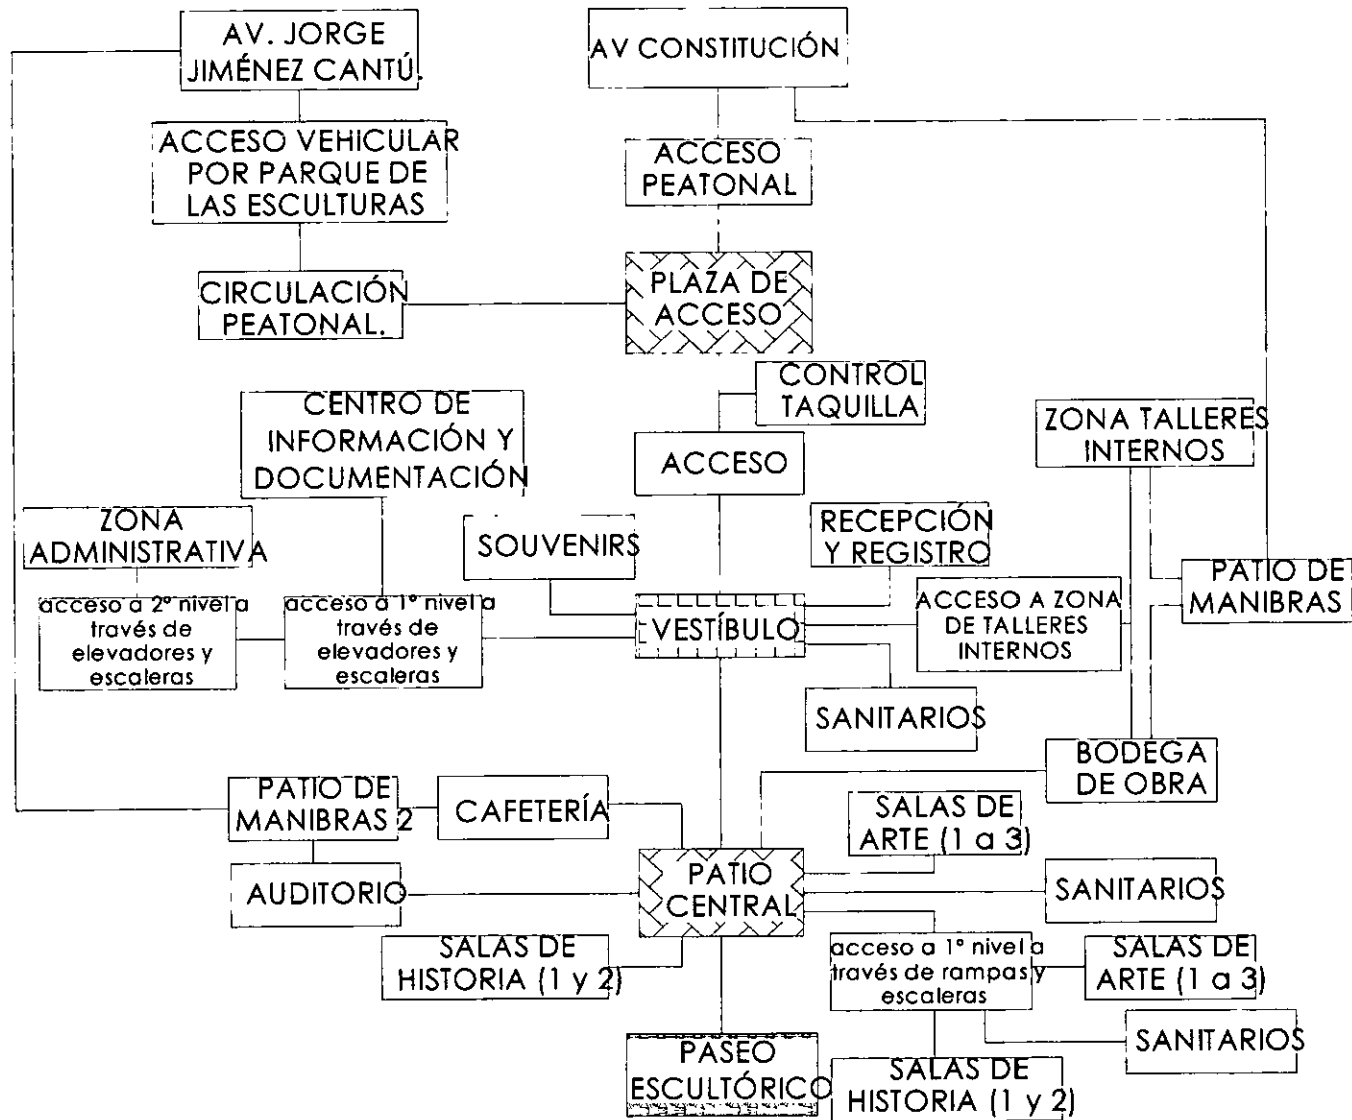 AV. JORGE
JIMÉNEZ CANTÚ.
AV CONSTITUCIÓN
ACCESO VEHICULAR
POR PARQUE DE
LAS ESCULTURAS
ACCESO
PEATONAL
CIRCULACIÓN
PEATONAL.
PLAZA DE
ACCESO
CONTROL
TAQUILLA
CENTRO DE
INFORMACIÓN Y
DOCUMENTACIÓN
ACCESO
ZONA TALLERES
INTERNOS
ZONA
ADMINISTRATIVA
SOUVENIRS
RECEPCIÓN
Y REGISTRO
PATIO DE
MANIBRAS 1
acceso a 2º nivel a
través de
elevadores y
escaleras
acceso a 1º nivel a
través de
elevadores y
escaleras
VESTÍBULO
ACCESO A ZONA
DE TALLERES
INTERNOS
SANITARIOS
BODEGA
DE OBRA
PATIO DE
MANIBRAS 2
CAFETERÍA
SALAS DE
ARTE (1 a 3)
AUDITORIO
PATIO
CENTRAL
SANITARIOS
SALAS DE
HISTORIA (1 y 2)
acceso a 1º nivel a
través de rampas y
escaleras
SALAS DE
ARTE (1 a 3)
SANITARIOS
PASEO
ESCULTÓRICO
SALAS DE
HISTORIA (1 y 2)